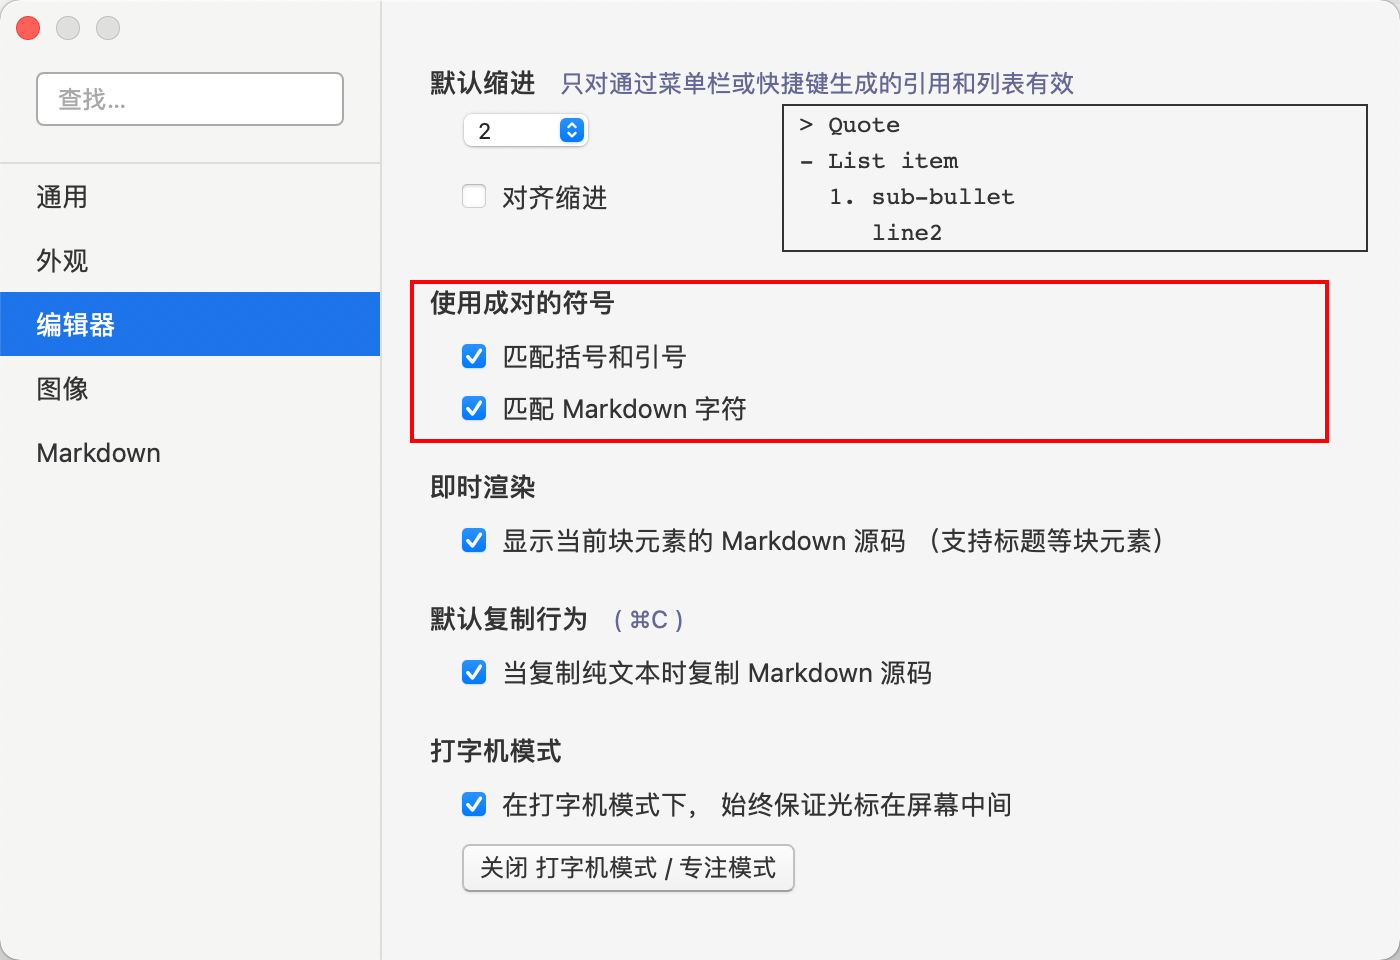 查找...
通用
外观
编辑器
图像
Markdown
默认缩进 只对通过菜单栏或快捷键生成的引用和列表有效
2
对齐缩进
> Quote
- List item
1. sub-bullet
line2
使用成对的符号
匹配括号和引号
匹配 Markdown 字符
即时渲染
显示当前块元素的 Markdown 源码 （支持标题等块元素）
默认复制行为 ( ⌘C )
当复制纯文本时复制 Markdown 源码
打字机模式
在打字机模式下， 始终保证光标在屏幕中间
关闭 打字机模式 / 专注模式